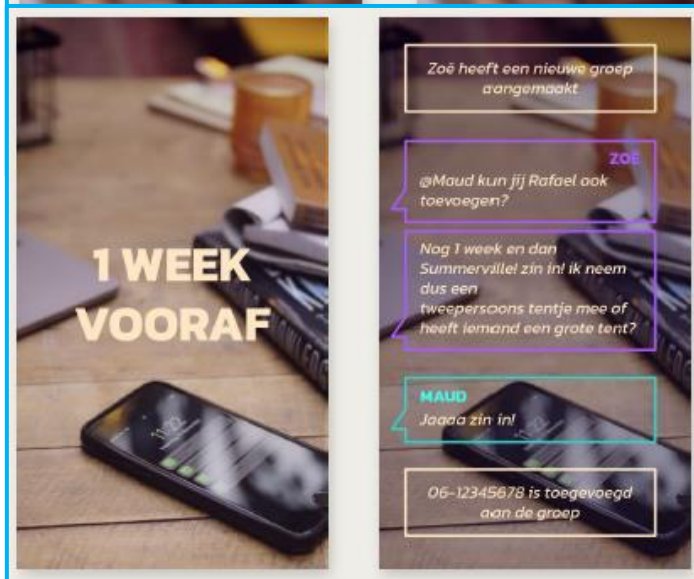 1 WEEK
VOORAF
Zoë heeft een nieuwe groep
aangemaakt
ZOË
@Maud kun jij Rafael ook
toevoegen?
Nog 1 week en dan
Summerville! zin in! ik neem
dus een
tweepersoons tentje mee of
heeft iemand een grote tent?
MAUD
Jaaaa zin in!
06-12345678 is toegevoegd
aan de groep